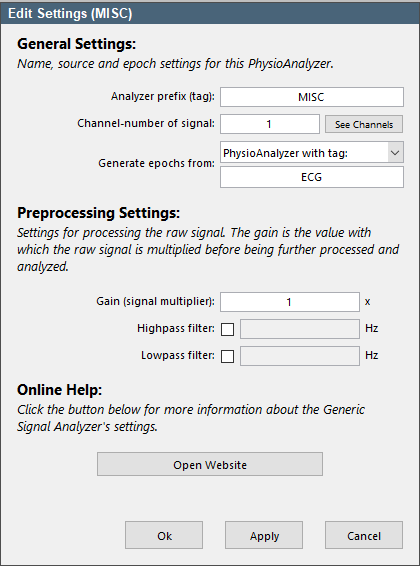 Edit Settings (MISC)
General Settings:
Name, source and epoch settings for this PhysioAnalyzer.
Analyzer prefix (tag): MISC
Channel-number of signal: 1 See Channels
Generate epochs from: PhysioAnalyzer with tag:
ECG
Preprocessing Settings:
Settings for processing the raw signal. The gain is the value with
which the raw signal is multiplied before being further processed and
analyzed.
Gain (signal multiplier): 1 x
Highpass filter: Hz
Lowpass filter: Hz
Online Help:
Click the button below for more information about the Generic
Signal Analyzer's settings.
Open Website
Ok Apply Cancel